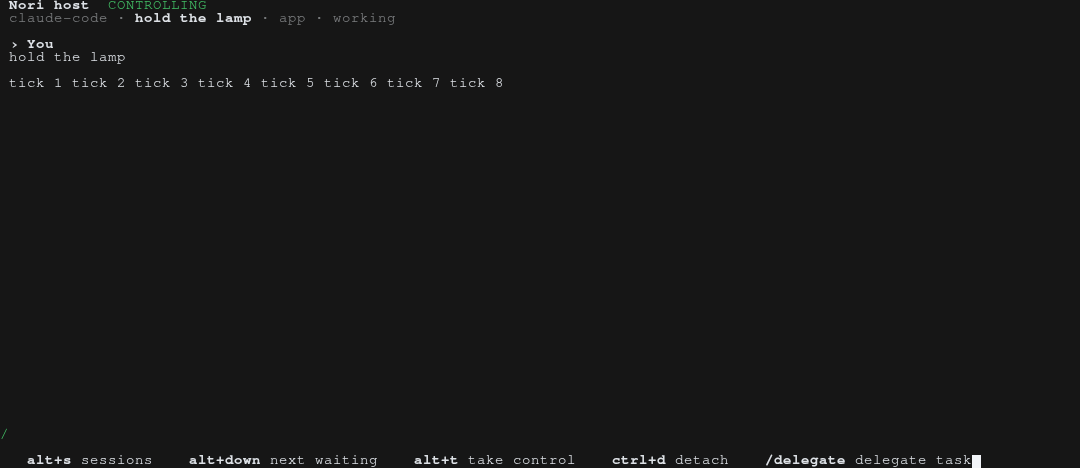 Nori host CONTROLLING
claude-code · hold the lamp · app · working
› You
hold the lamp
tick 1 tick 2 tick 3 tick 4 tick 5 tick 6 tick 7 tick 8
/
alt+s sessions alt+down next waiting alt+t take control ctrl+d detach /delegate delegate task